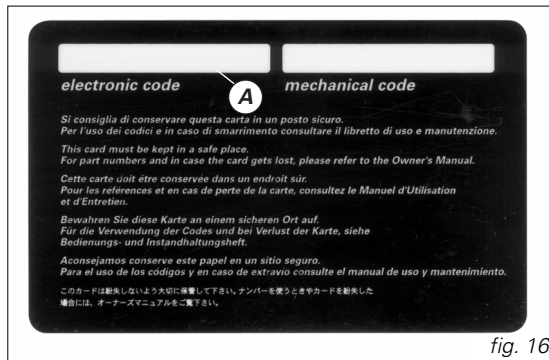 electronic code
mechanical code
A
Si consiglia di conservare questa carta in un posto sicuro.
Per l'uso dei codici e in caso di smarrimento consultare il libretto di uso e manutenzione.
This card must be kept in a safe place.
For part numbers and in case the card gets lost, please refer to the Owner's Manual.
Cette carte doit être conservée dans un endroit sûr.
Pour les références et en cas de perte de la carte, consultez le Manuel d'Utilisation
et d'Entretien.
Bewahren Sie diese Karte an einem sicheren Ort auf.
Für die Verwendung der Codes und bei Verlust der Karte, siehe
Bedienungs- und Instandhaltungsheft.
Aconsejamos conserve este papel en un sitio seguro.
Para el uso de los códigos y en caso de extravio consulte el manual de uso y mantenimiento.
このカードは紛失しないよう大切に保管して下さい。ナンバーを使うときやカードを紛失した
場合には、オーナーズマニュアルをご覧下さい。
fig. 16